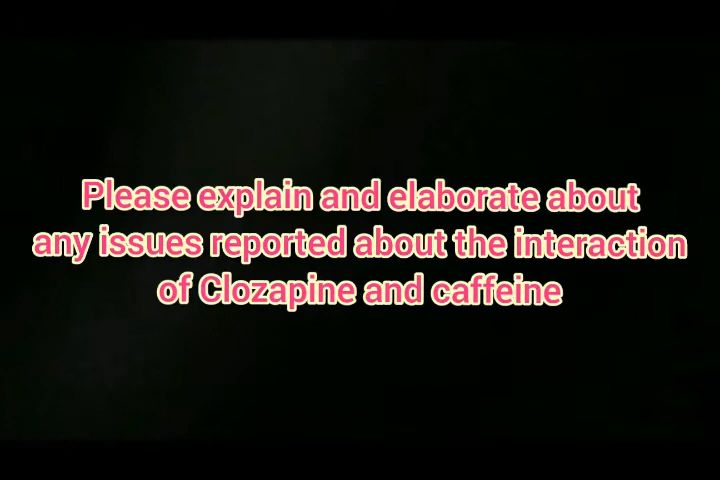 Please explain and elaborate about
any issues reported about the interaction
of Clozapine and caffeine